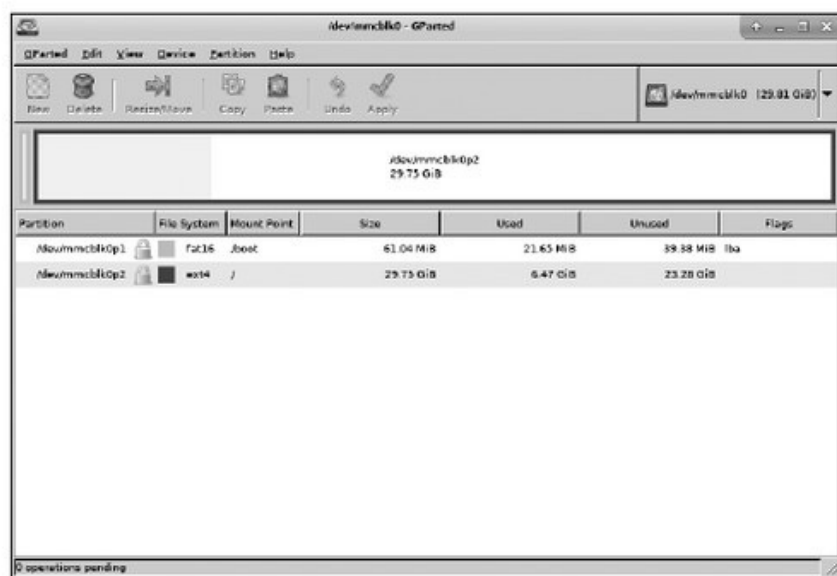 /dev/mmcblk0 - GParted
GParted Edit View Device Partition Help
New Delete Resize/Move Copy Paste Undo Apply /dev/mmcblk0 (29.81 GiB)
/dev/mmcblk0p2
29.75 GiB
Partition File System Mount Point Size Used Unused Flags
/dev/mmcblk0p1 fat16 /boot 61.04 MiB 21.65 MiB 39.38 MiB lba
/dev/mmcblk0p2 ext4 / 29.75 GiB 6.47 GiB 23.28 GiB
0 operations pending